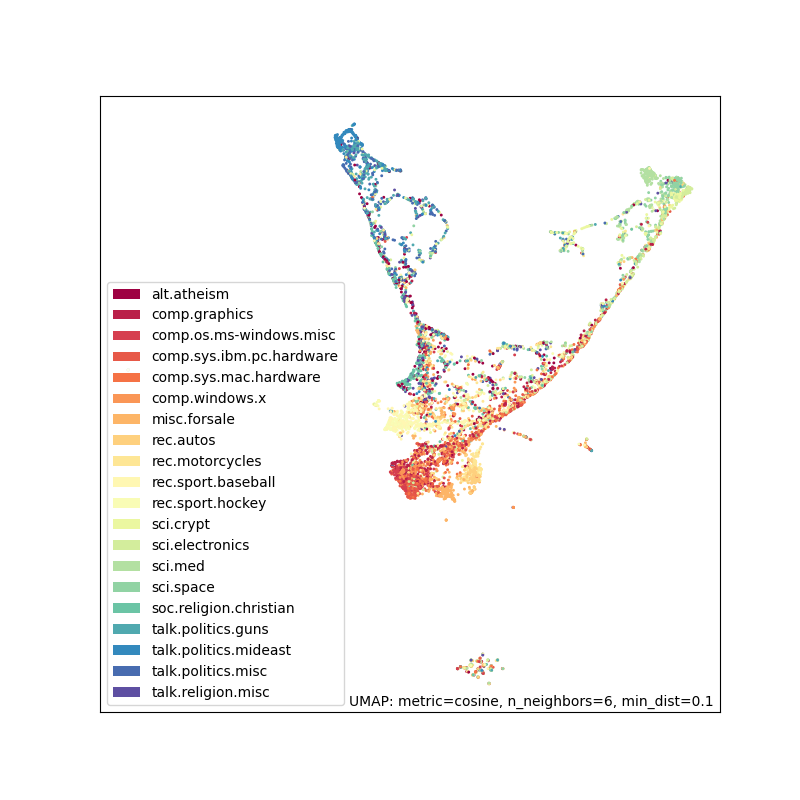 alt.atheism
comp.graphics
comp.os.ms-windows.misc
comp.sys.ibm.pc.hardware
comp.sys.mac.hardware
comp.windows.x
misc.forsale
rec.autos
rec.motorcycles
rec.sport.baseball
rec.sport.hockey
sci.crypt
sci.electronics
sci.med
sci.space
soc.religion.christian
talk.politics.guns
talk.politics.mideast
talk.politics.misc
talk.religion.misc
UMAP: metric=cosine, n_neighbors=6, min_dist=0.1